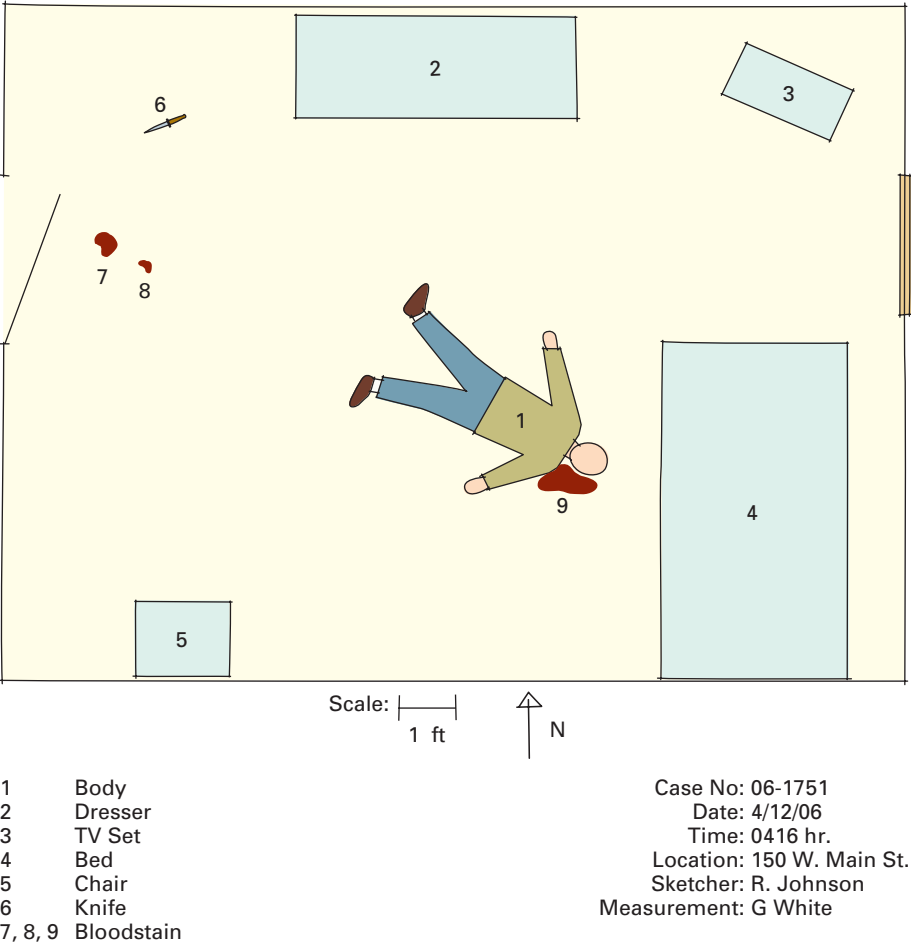 2
3
6
7
8
1
9
4
5
Scale:
1 ft
N
1 Body
2 Dresser
3 TV Set
4 Bed
5 Chair
6 Knife
7, 8, 9 Bloodstain
Case No: 06-1751
Date: 4/12/06
Time: 0416 hr.
Location: 150 W. Main St.
Sketcher: R. Johnson
Measurement: G White